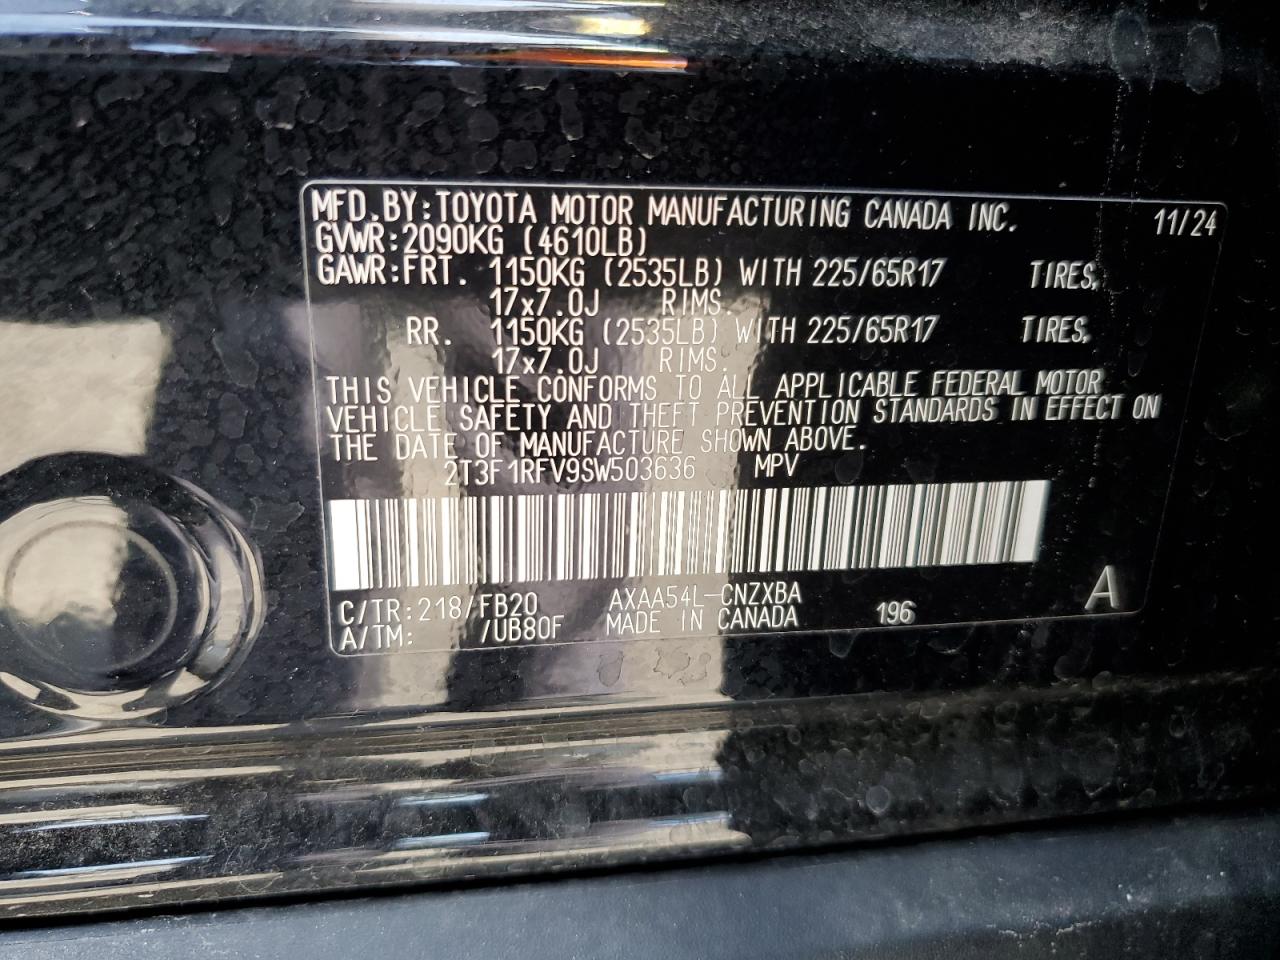 MFD.BY:TOYOTA MOTOR MANUFACTURING CANADA INC. 11/24
GVWR:2090KG (4610LB)
GAWR:FRT. 1150KG (2535LB) WITH 225/65R17 TIRES,
17x7.0J RIMS.
RR. 1150KG (2535LB) WITH 225/65R17 TIRES,
17x7.0J RIMS.
THIS VEHICLE CONFORMS TO ALL APPLICABLE FEDERAL MOTOR
VEHICLE SAFETY AND THEFT PREVENTION STANDARDS IN EFFECT ON
THE DATE OF MANUFACTURE SHOWN ABOVE.
2T3F1RFV9SW503636 MPV
C/TR:218/FB20 AXAA54L-CNZXBA 196 A
A/TM: /UB80F MADE IN CANADA